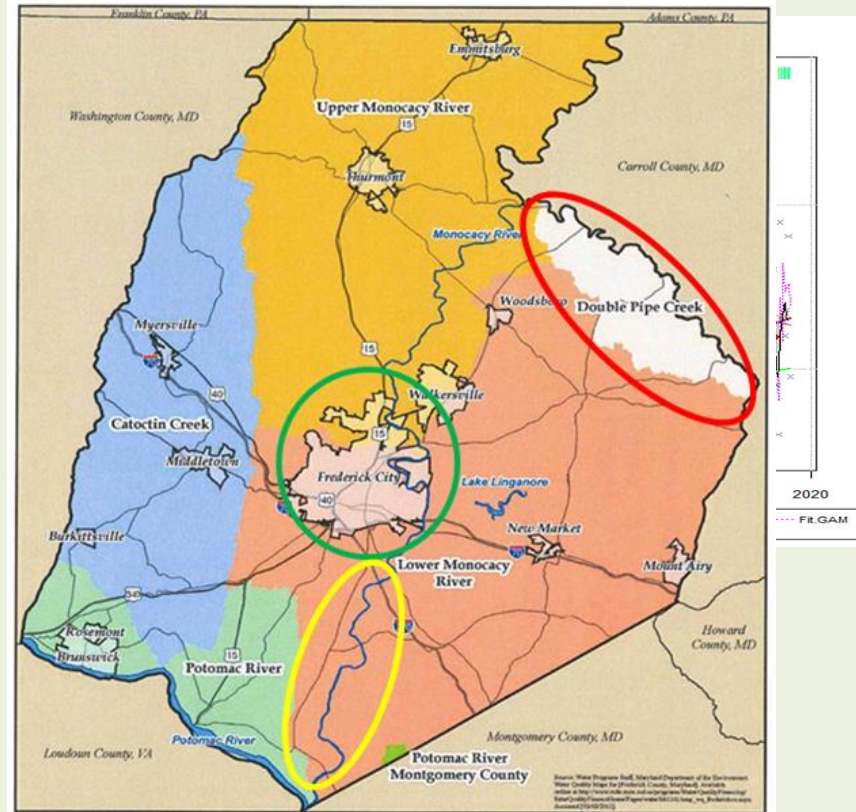 Franklin County, PA
Adams County, PA
Emmitsburg
Washington County, MD
Upper Monocacy River
15
Thurmont
Carroll County, MD
Monocacy River
Double Pipe Creek
Woodsboro
Myersville
15
70
40
Walkersville
Catoctin Creek
15
Middletown
Frederick City
40
Lake Linganore
2020
New Market
Fit.GAM
Burkittsville
70
Lower Monocacy
River
Mount Airy
340
Rosemont
Brunswick
Howard
County, MD
15
Potomac River
Potomac River
Montgomery County, MD
Loudoun County, VA
Potomac River
Montgomery County